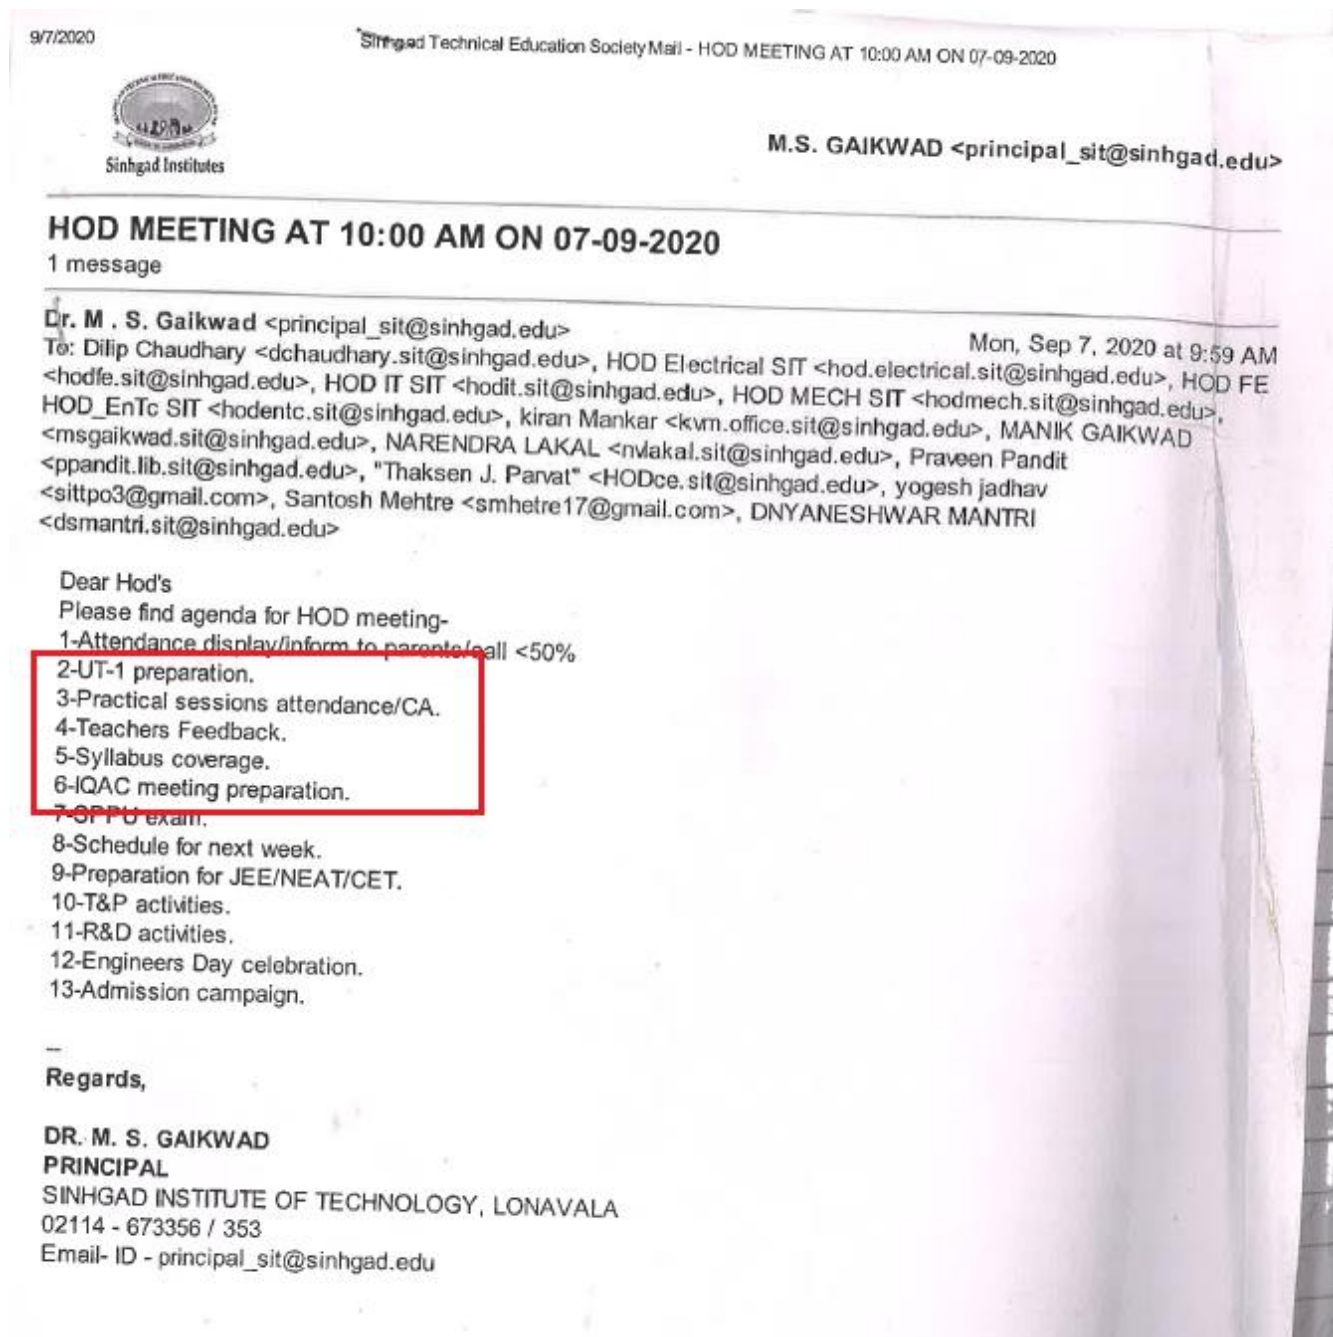 9/7/2020
Sinhgad Technical Education Society Mail - HOD MEETING AT 10:00 AM ON 07-09-2020
Sinhgad Institutes
M.S. GAIKWAD <principal_sit@sinhgad.edu>
HOD MEETING AT 10:00 AM ON 07-09-2020
1 message
Dr. M . S. Gaikwad <principal_sit@sinhgad.edu>
Mon, Sep 7, 2020 at 9:59 AM
To: Dilip Chaudhary <dchaudhary.sit@sinhgad.edu>, HOD Electrical SIT <hod.electrical.sit@sinhgad.edu>, HOD FE
<hodfe.sit@sinhgad.edu>, HOD IT SIT <hodit.sit@sinhgad.edu>, HOD MECH SIT <hodmech.sit@sinhgad.edu>,
HOD_EnTc SIT <hodentc.sit@sinhgad.edu>, kiran Mankar <kvm.office.sit@sinhgad.edu>, MANIK GAIKWAD
<msgaikwad.sit@sinhgad.edu>, NARENDRA LAKAL <nvlakal.sit@sinhgad.edu>, Praveen Pandit
<ppandit.lib.sit@sinhgad.edu>, "Thaksen J. Parvat" <HODce.sit@sinhgad.edu>, yogesh jadhav
<sittpo3@gmail.com>, Santosh Mehtre <smhetre17@gmail.com>, DNYANESHWAR MANTRI
<dsmantri.sit@sinhgad.edu>
Dear Hod's
Please find agenda for HOD meeting-
1-Attendance display/inform to parents/call <50%
2-UT-1 preparation.
3-Practical sessions attendance/CA.
4-Teachers Feedback.
5-Syllabus coverage.
6-IQAC meeting preparation.
7-SPPU exam.
8-Schedule for next week.
9-Preparation for JEE/NEAT/CET.
10-T&P activities.
11-R&D activities.
12-Engineers Day celebration.
13-Admission campaign.
--
Regards,
DR. M. S. GAIKWAD
PRINCIPAL
SINHGAD INSTITUTE OF TECHNOLOGY, LONAVALA
02114 - 673356 / 353
Email- ID - principal_sit@sinhgad.edu